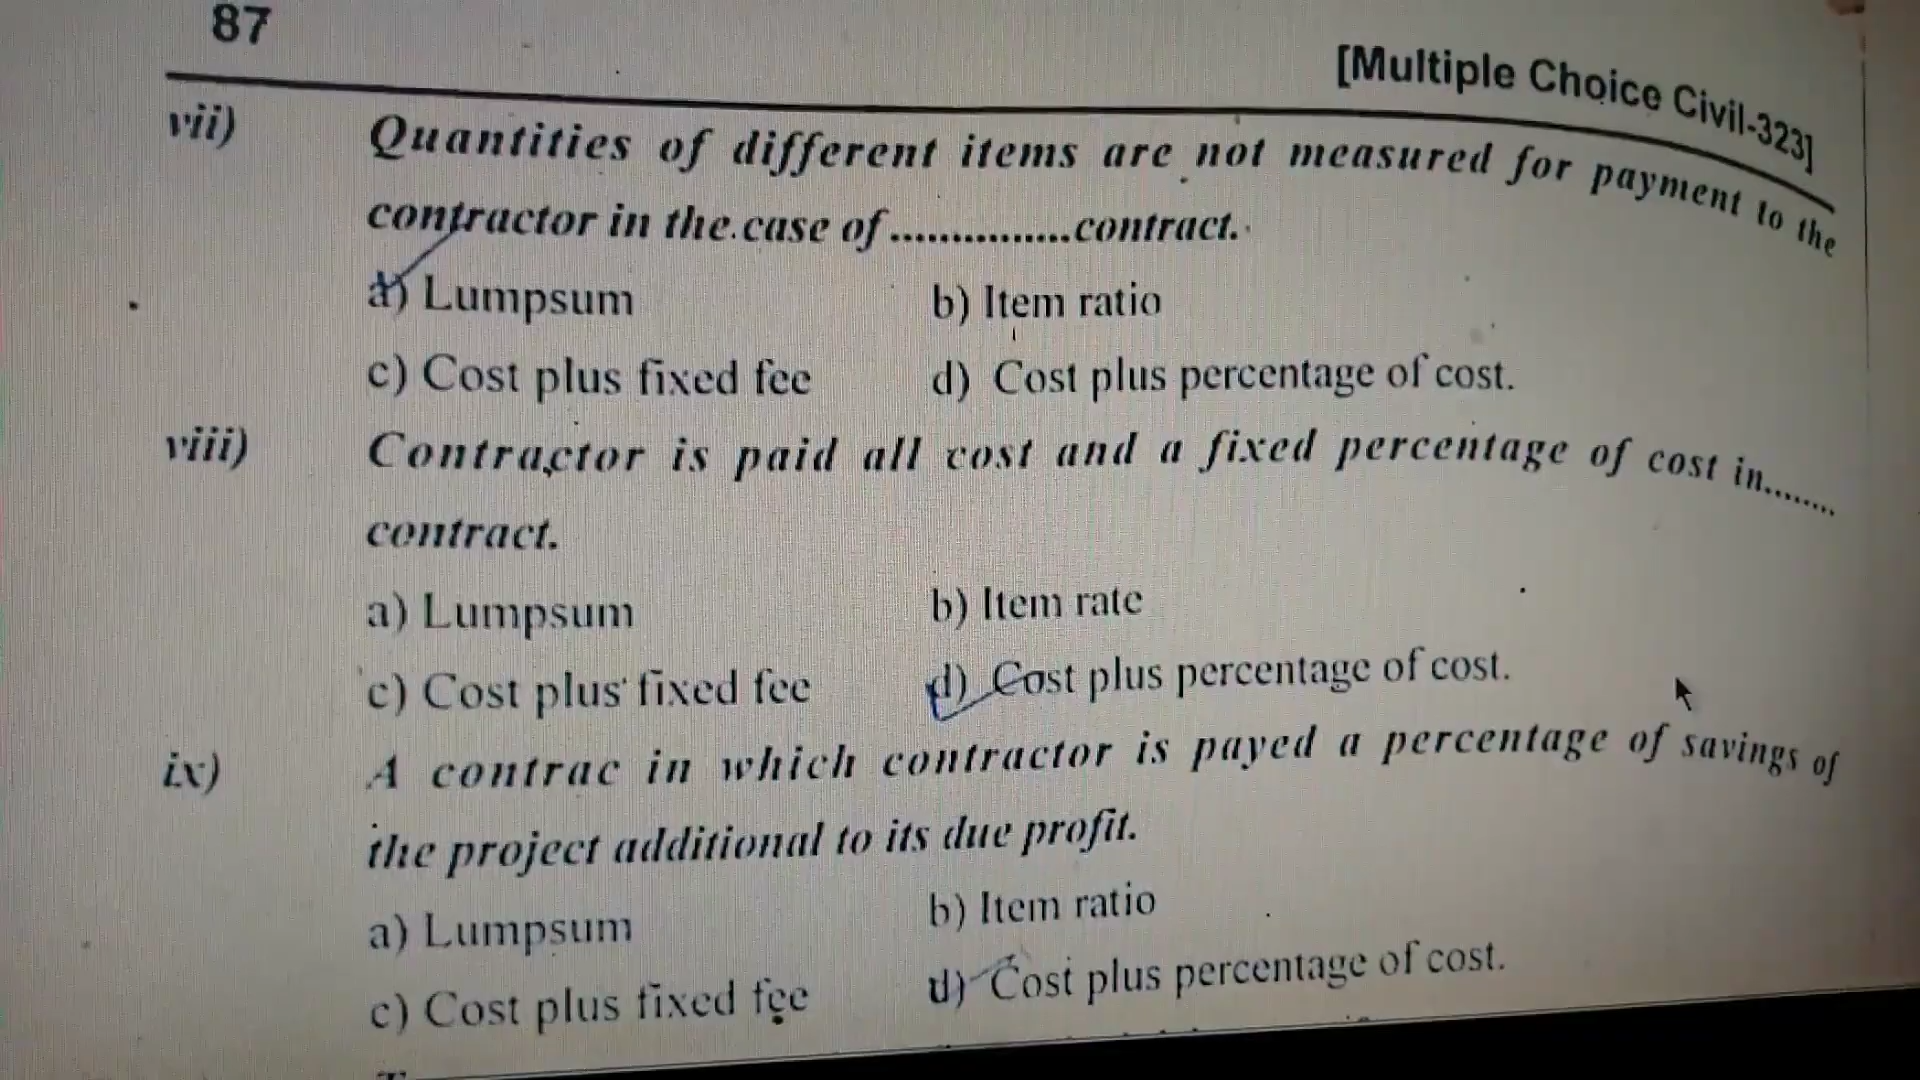 87
[Multiple Choice Civil-323]
vii) Quantities of different items are not measured for payment to the
contractor in the case of ............... contract.
a) Lumpsum b) Item ratio
c) Cost plus fixed fee d) Cost plus percentage of cost.
viii) Contractor is paid all cost and a fixed percentage of cost in........
contract.
a) Lumpsum b) Item rate
c) Cost plus fixed fee d) Cost plus percentage of cost.
ix) A contrac in which contractor is payed a percentage of savings of
the project additional to its due profit.
a) Lumpsum b) Item ratio
c) Cost plus fixed fee d) Cost plus percentage of cost.